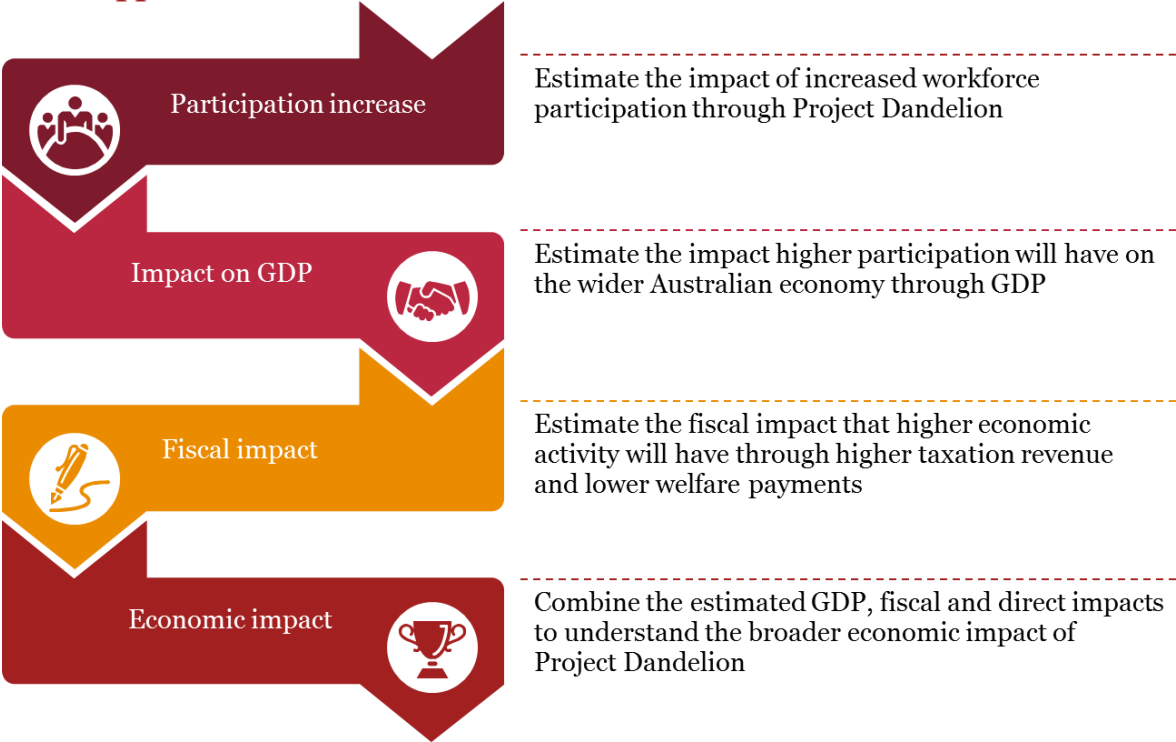 Participation increase
Estimate the impact of increased workforce
participation through Project Dandelion
Impact on GDP
Estimate the impact higher participation will have on
the wider Australian economy through GDP
Fiscal impact
Estimate the fiscal impact that higher economic
activity will have through higher taxation revenue
and lower welfare payments
Economic impact
Combine the estimated GDP, fiscal and direct impacts
to understand the broader economic impact of
Project Dandelion